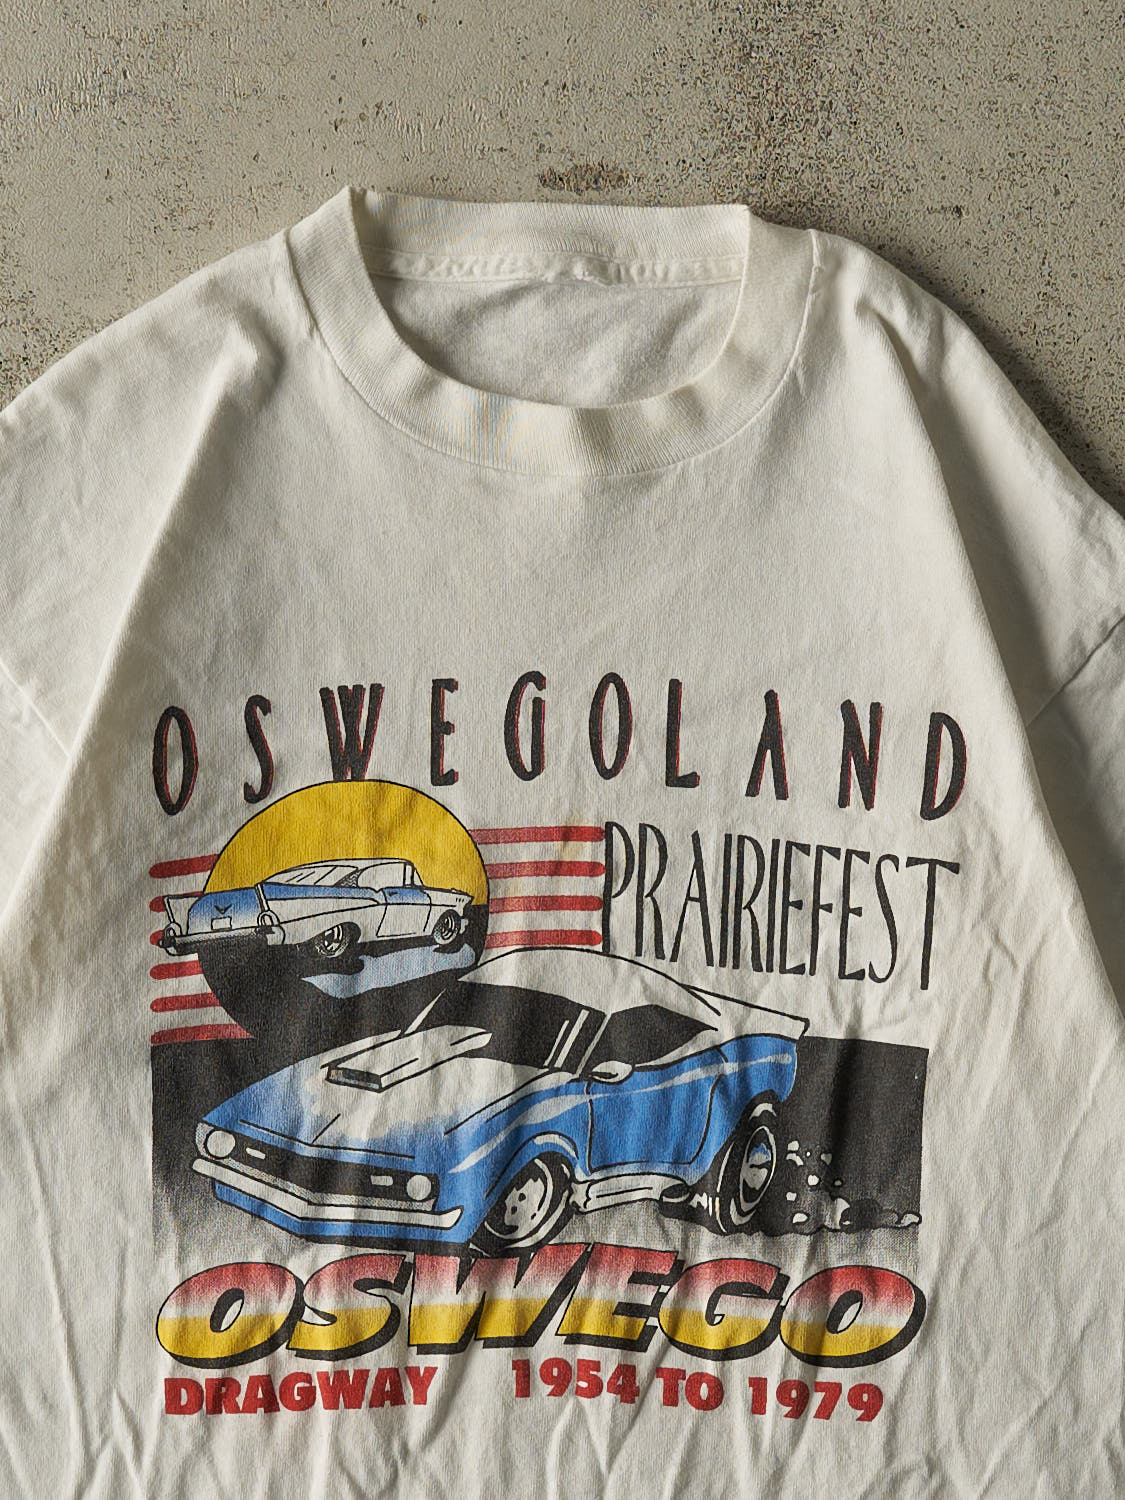 OSWEGOLAND
PRAIRIEFEST
OSWEGO
DRAGWAY 1954 TO 1979